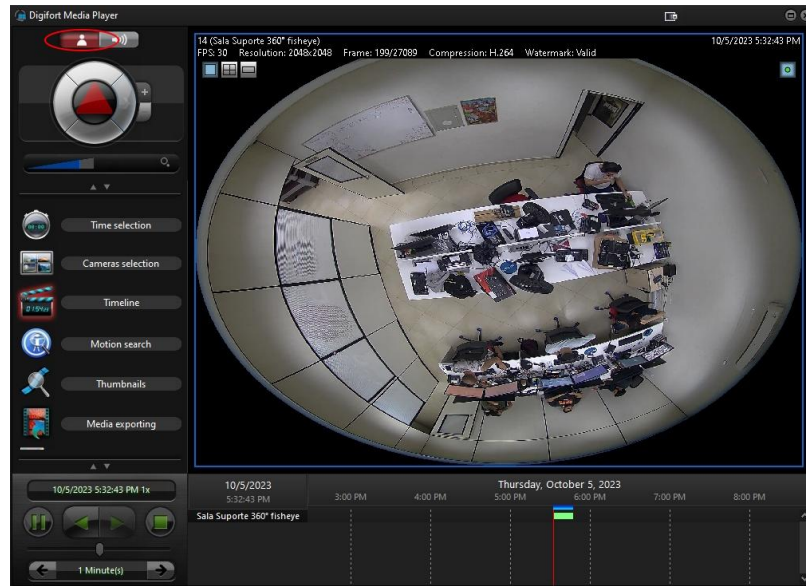 Digifort Media Player
14 (Sala Suporte 360° fisheye)
10/5/2023 5:32:43 PM
FPS: 30 Resolution: 2048x2048 Frame: 199/27089 Compression: H.264 Watermark: Valid
Time selection
Cameras selection
Timeline
Motion search
Thumbnails
Media exporting
10/5/2023 5:32:43 PM 1x
1 Minute(s)
10/5/2023
5:32:43 PM
Thursday, October 5, 2023
3:00 PM 4:00 PM 5:00 PM 6:00 PM 7:00 PM 8:00 PM
Sala Suporte 360° fisheye